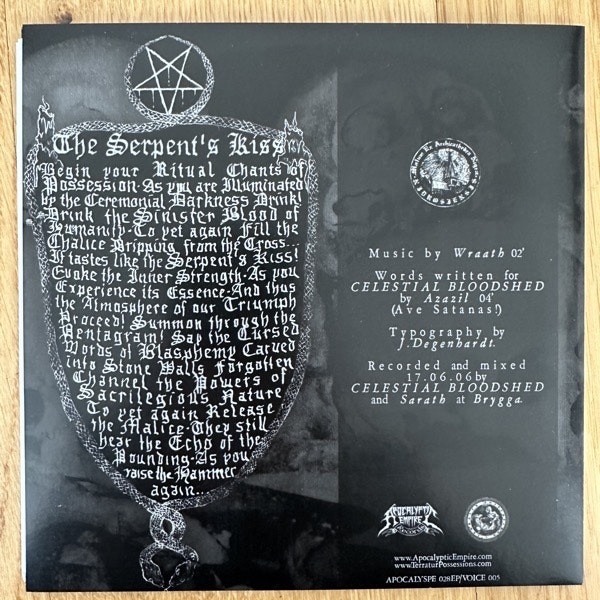 The Serpent's Kiss
Begin your Ritual Chants of
Possession-As you are Illuminated
by the Ceremonial Darkness Drink!
Drink the Sinister Blood of
Humanity-To yet again Fill the
Chalice Dripping from the Cross...
It tastes like the Serpent's Kiss!
Evoke the Inner Strength-As you
Experience its Essence-And thus
the Atmosphere of our Triumph
Proceed! Summon through the
Pentagram! Say the Cursed
Words of Blasphemy Carved
into Stone Walls Forgotten
Channel the Powers of
Sacrilegious Nature
To yet again Release
the Malice-They still
hear the Echo of the
Pounding-As you
raise the Hammer
again...
Music by Wraath 02'
Words written for
CELESTIAL BLOODSHED
by Azazil 04'
(Ave Satanas!)
Typography by
J.Degenhardt.
Recorded and mixed
17.06.06 by
CELESTIAL BLOODSHED
and Sarath at Brygga.
APOCALYPTIC
EMPIRE
www.ApocalypticEmpire.com
www.TerraturPossessions.com
APOCALYSPE 028EP/VOICE 005